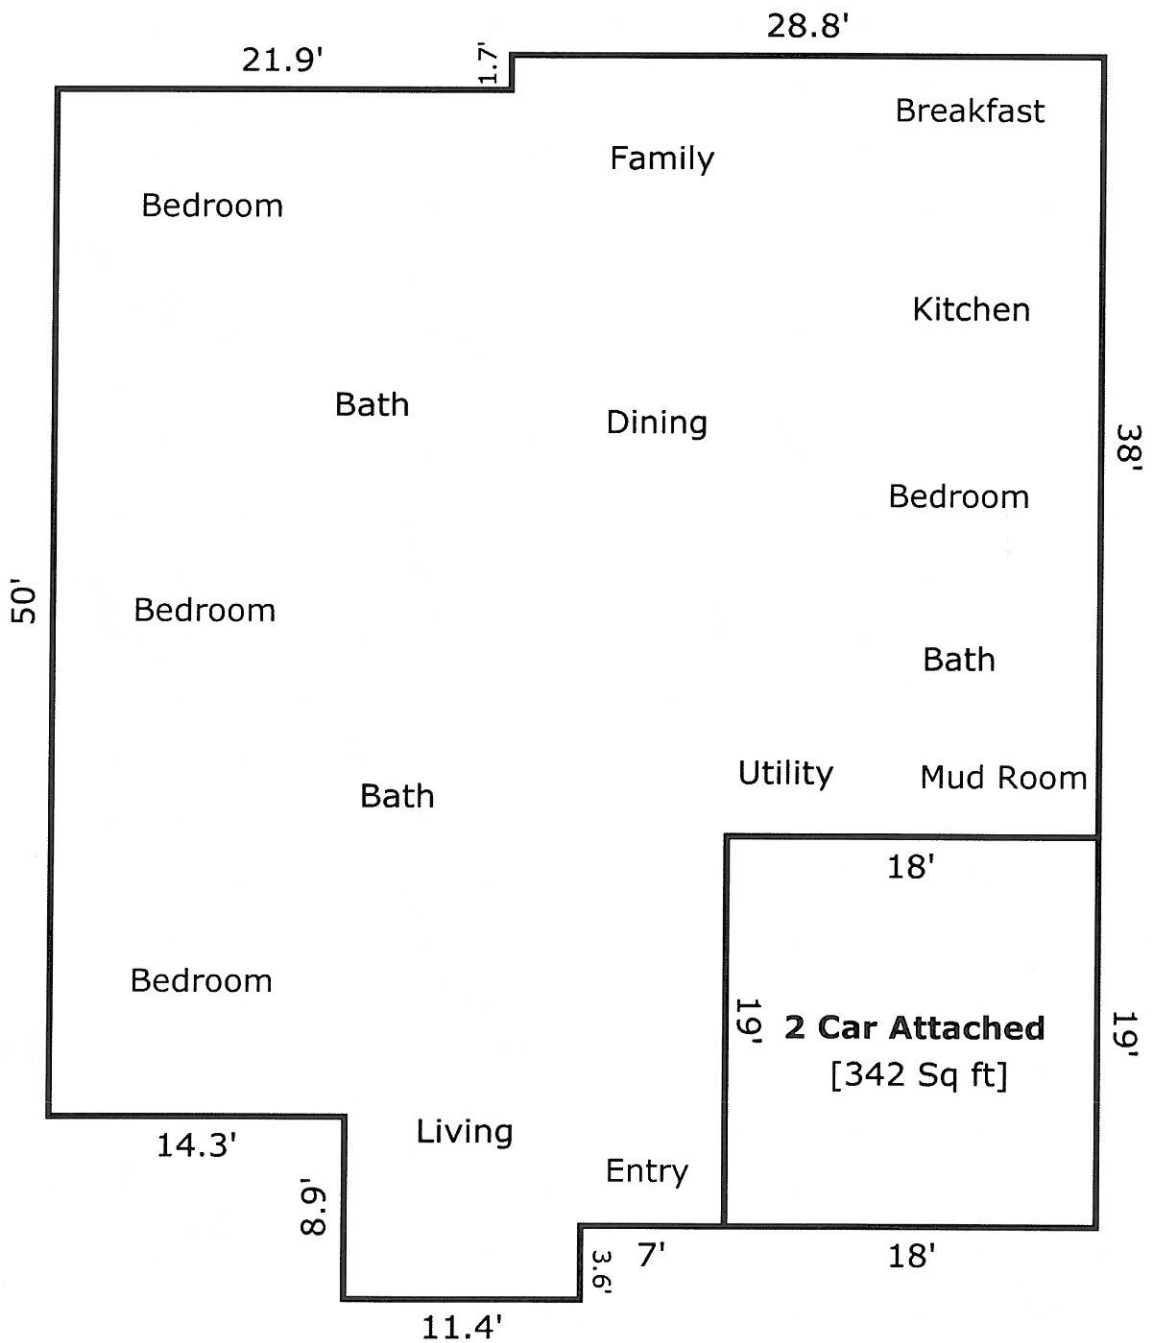 28.8'
21.9'
1.7'
Breakfast
Family
Bedroom
Kitchen
Bath
Dining
38'
Bedroom
50'
Bedroom
Bath
Utility
Mud Room
Bath
18'
Bedroom
19'
2 Car Attached
19'
[342 Sq ft]
Living
14.3'
Entry
8.9'
7'
3.6'
18'
11.4'